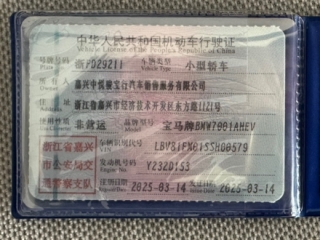 中华人民共和国机动车行驶证
Vehicle License of the People's Republic of China
号牌号码 浙FD29211 车辆类型 Vehicle Type 小型轿车
所有人 嘉兴中悦豪宝行汽车销售服务有限公司
住址 浙江省嘉兴市经济技术开发区东方路1121号
使用性质 非营运 品牌型号 宝马牌BMW7001AHEV
浙江省嘉兴 车辆识别代号 VIN
市公安局交 发动机号码 Engine No. Y2320153
通警察支队 注册日期 2025-03-14 发证日期 2025-03-14